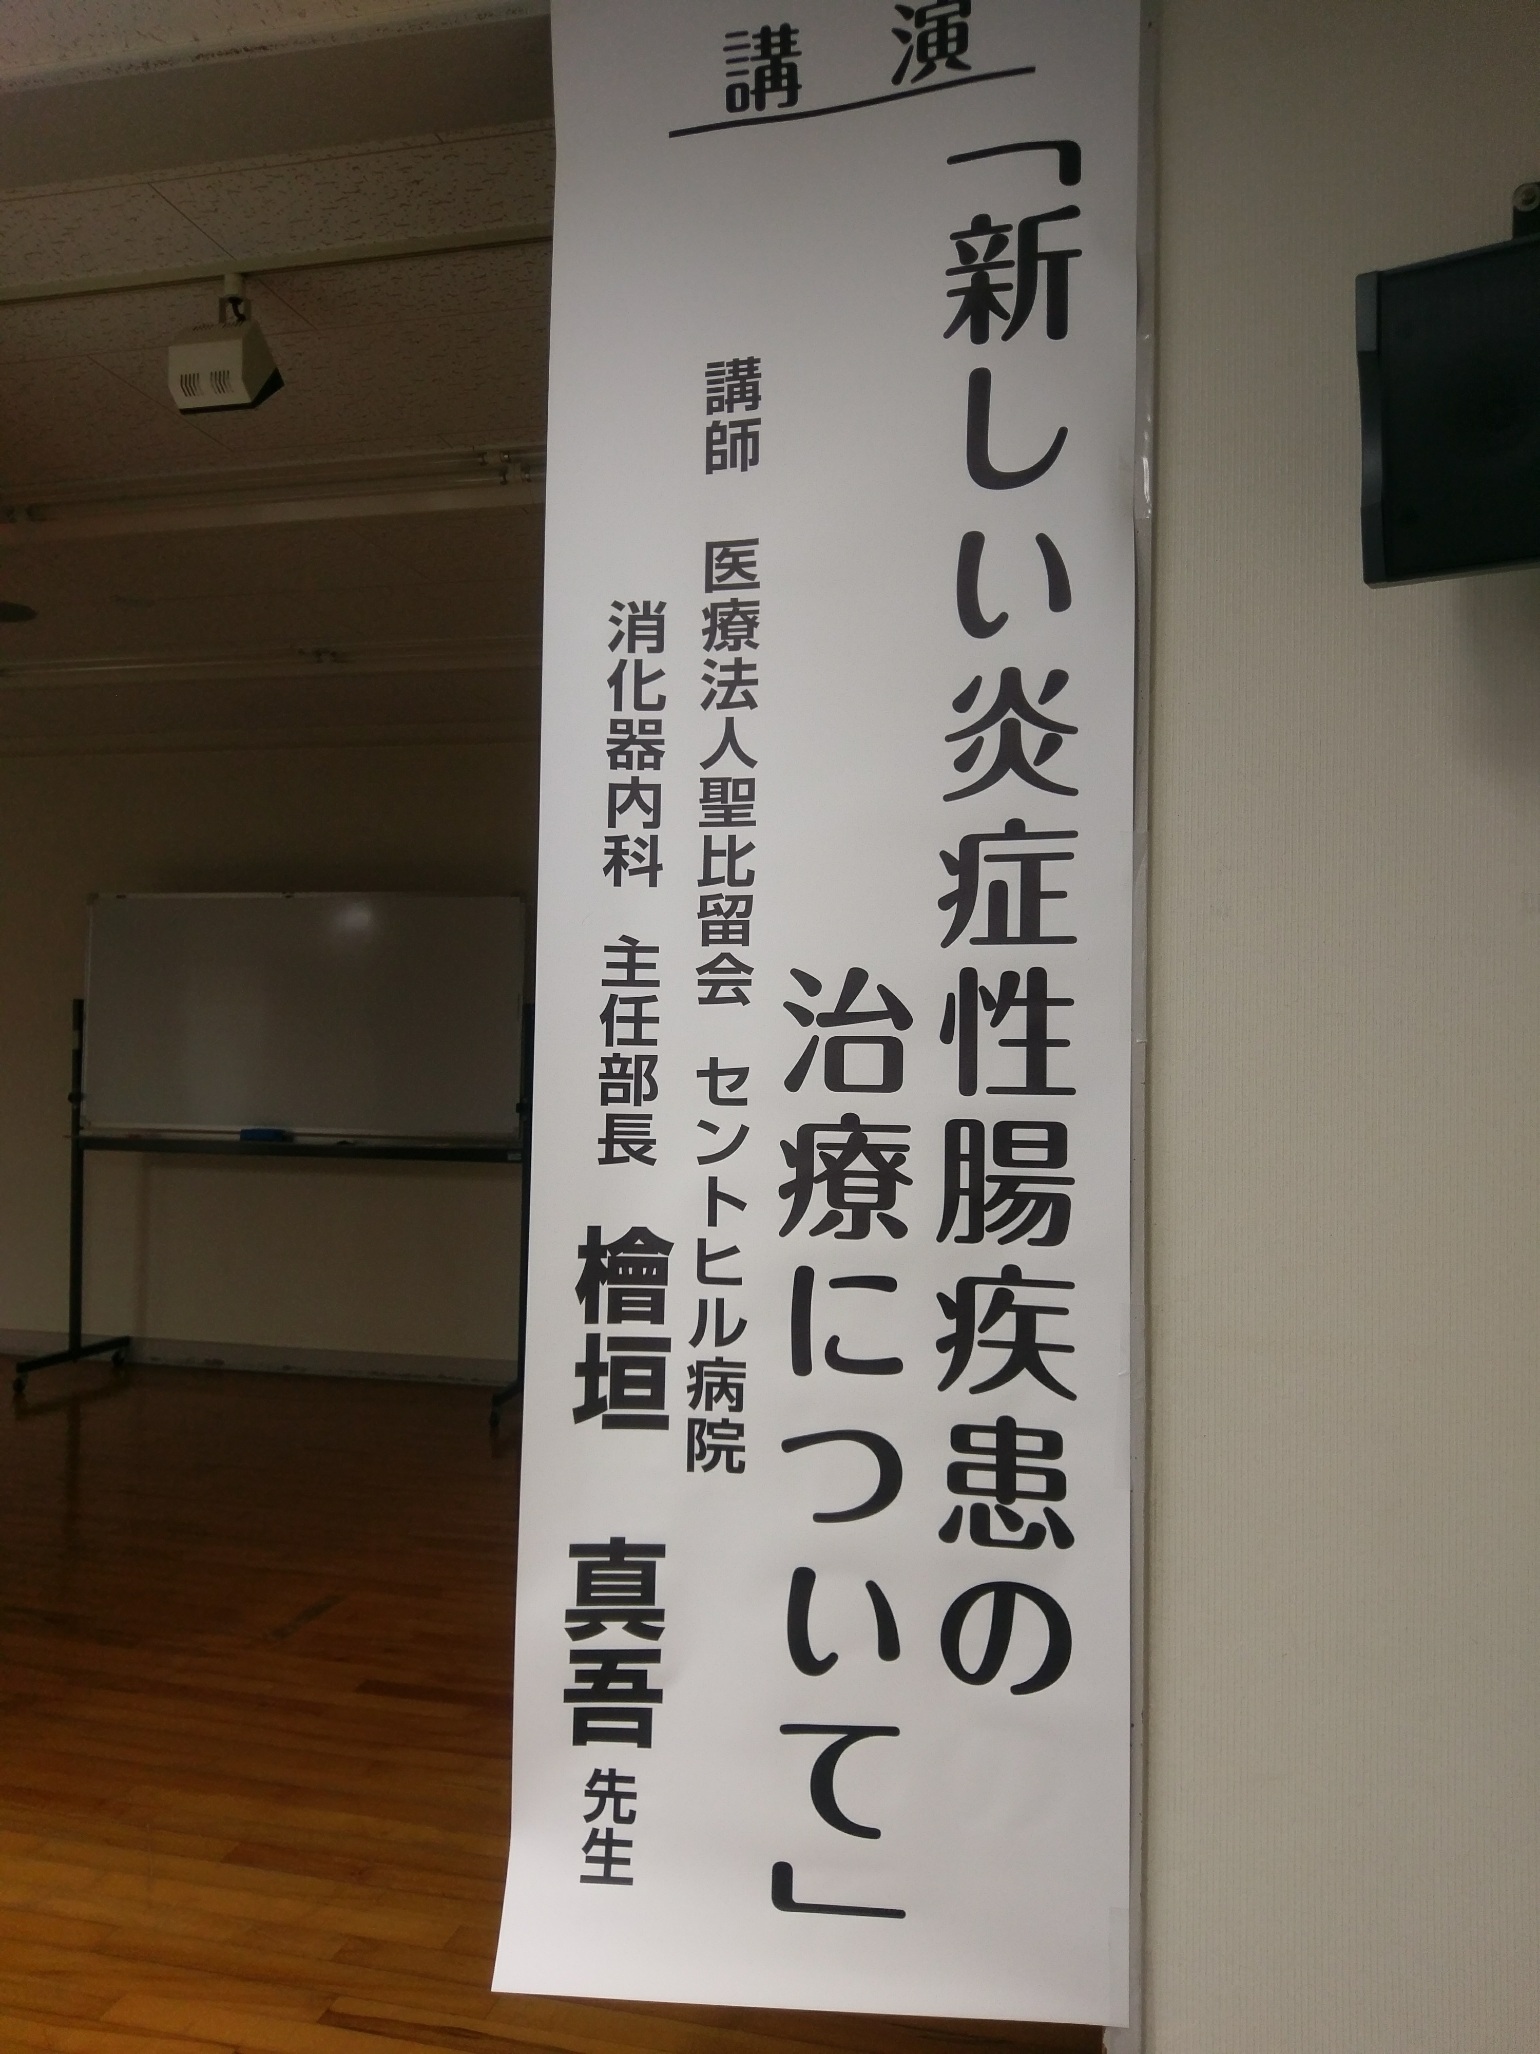 講演
「新しい炎症性腸疾患の
治療について」
講師 医療法人聖比留会 セントヒル病院
消化器内科 主任部長 檜垣 真吾 先生